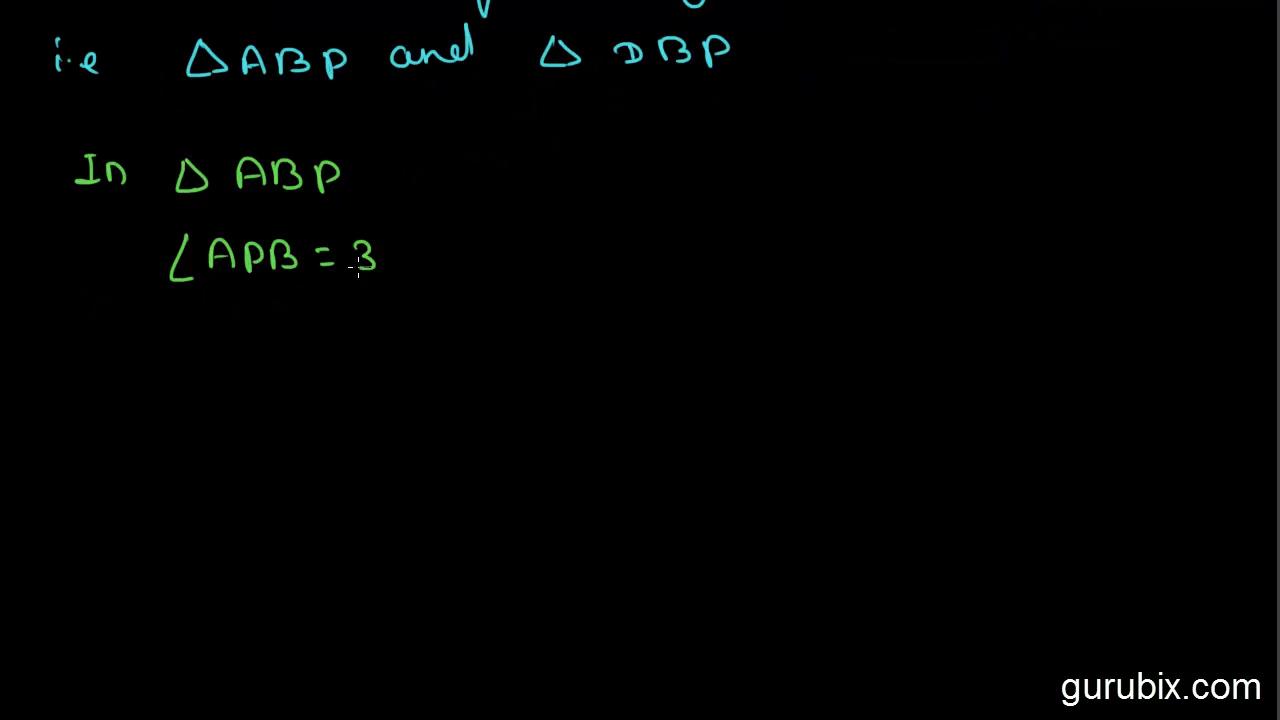 i.e △ABP and △ DBP
In △ ABP
∠APB = 3
gurubix.com